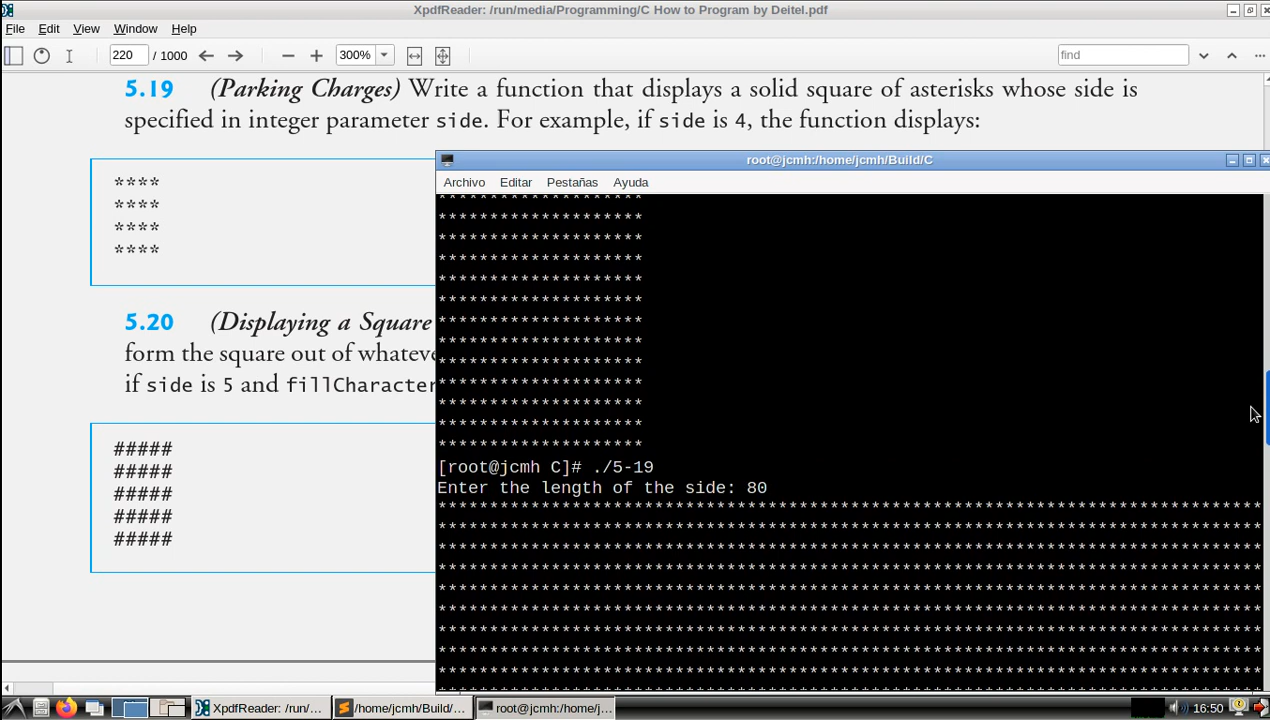 XpdfReader: /run/media/Programming/C How to Program by Deitel.pdf
File Edit View Window Help
220 / 1000 300% find
5.19 (Parking Charges) Write a function that displays a solid square of asterisks whose side is
specified in integer parameter side. For example, if side is 4, the function displays:
****
****
****
****
5.20 (Displaying a Square
form the square out of whateve
if side is 5 and fillCharacter
#####
#####
#####
#####
#####
root@jcmh:/home/jcmh/Build/C
Archivo Editar Pestañas Ayuda
********************
********************
********************
********************
********************
********************
********************
********************
********************
********************
********************
********************
********************
[root@jcmh C]# ./5-19
Enter the length of the side: 80
********************************************************************************
********************************************************************************
********************************************************************************
********************************************************************************
********************************************************************************
********************************************************************************
********************************************************************************
********************************************************************************
********************************************************************************
********************************************************************************
XpdfReader: /run/... /home/jcmh/Build/... root@jcmh:/home/j... 16:50